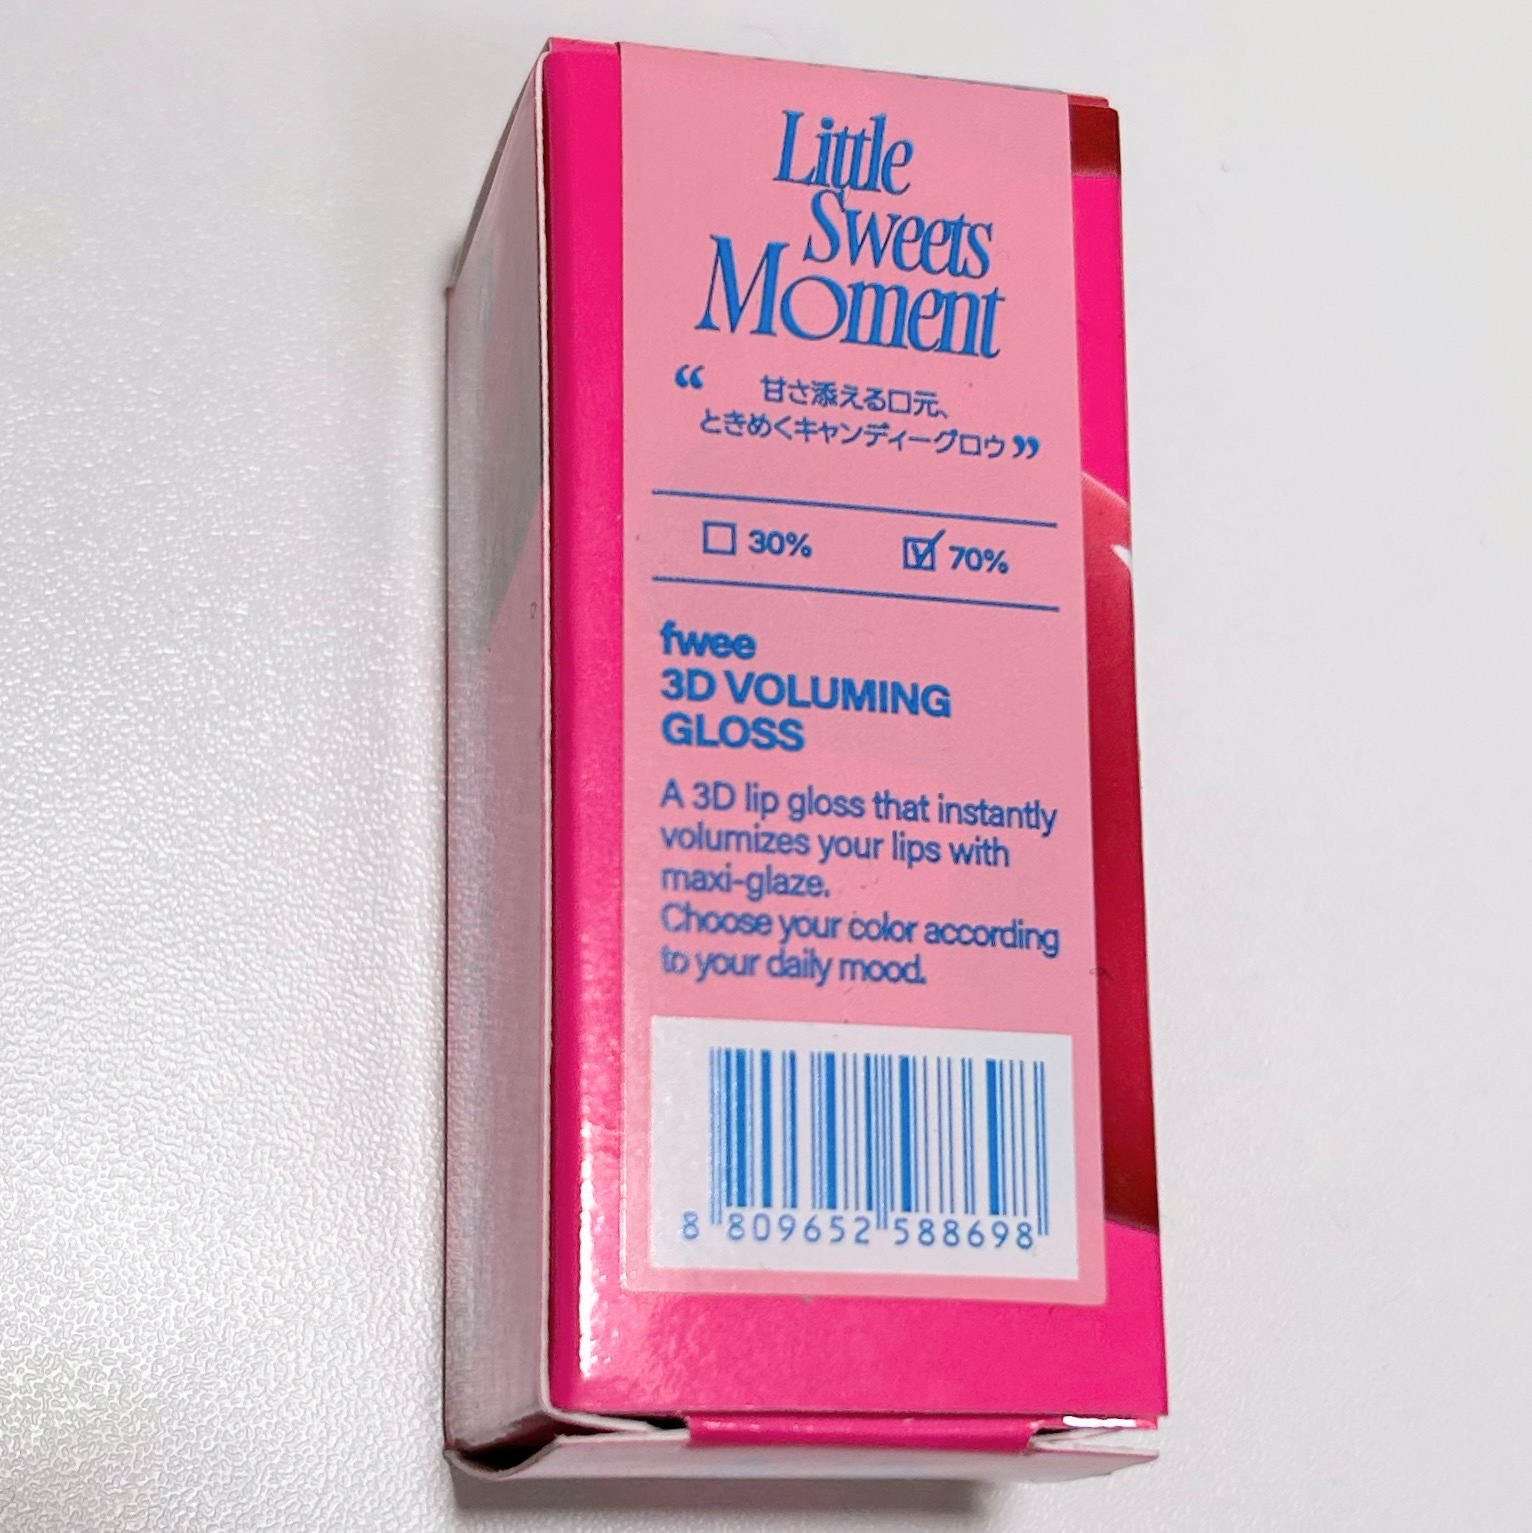 Little
Sweets
Moment
“ 甘さ添える口元、
ときめくキャンディーグロウ ”
30% 70%
fwee
3D VOLUMING
GLOSS
A 3D lip gloss that instantly
volumizes your lips with
maxi-glaze.
Choose your color according
to your daily mood.
8 809652 588698